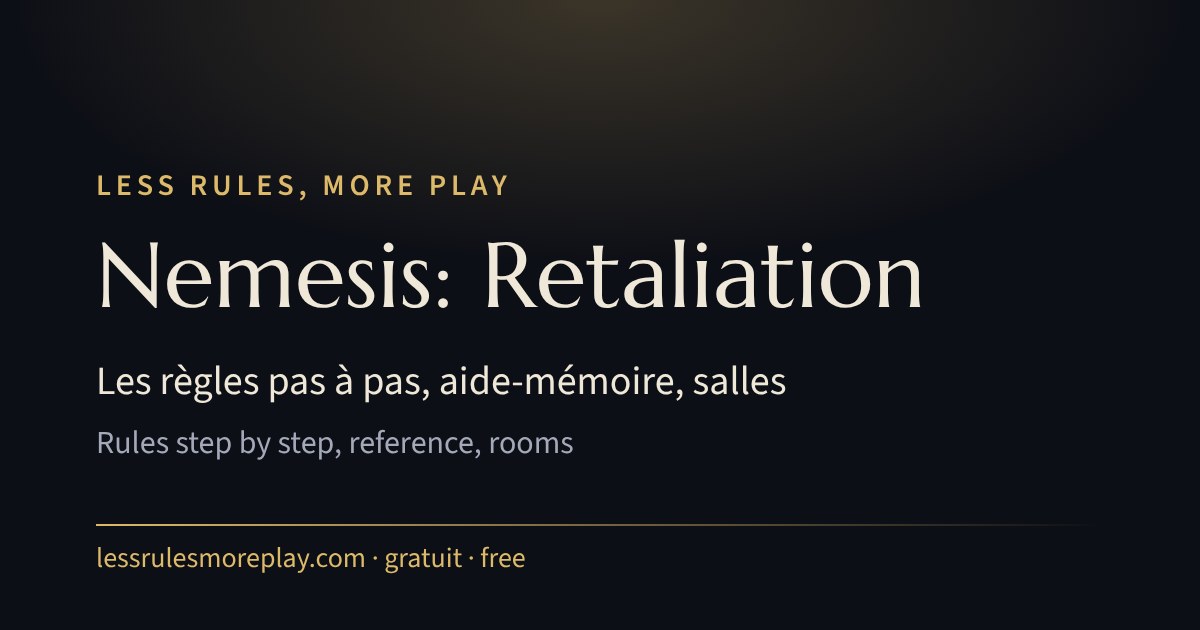 LESS RULES, MORE PLAY
Nemesis: Retaliation
Les règles pas à pas, aide-mémoire, salles
Rules step by step, reference, rooms
lessrulesmoreplay.com · gratuit · free